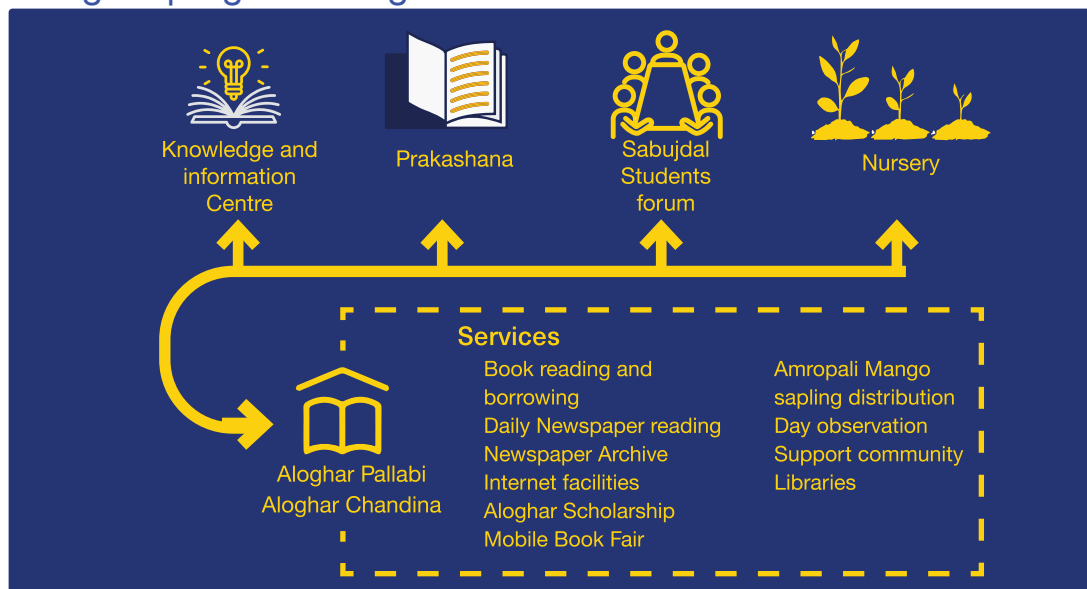 Knowledge and
information
Centre
Prakashana
Sabujdal
Students
forum
Nursery
Services
Book reading and
borrowing
Daily Newspaper reading
Newspaper Archive
Internet facilities
Aloghar Scholarship
Mobile Book Fair
Amropali Mango
sapling distribution
Day observation
Support community
Libraries
Aloghar Pallabi
Aloghar Chandina